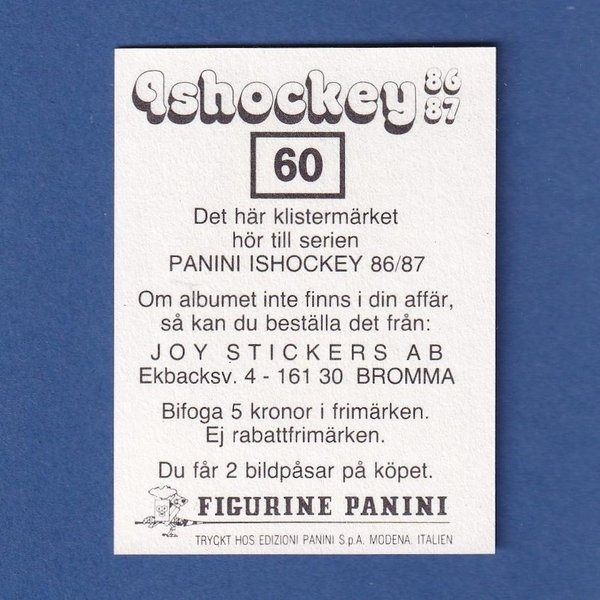 Ishockey 86 87
60
Det här klistermärket
hör till serien
PANINI ISHOCKEY 86/87
Om albumet inte finns i din affär,
så kan du beställa det från:
JOY STICKERS AB
Ekbacksv. 4 - 161 30 BROMMA
Bifoga 5 kronor i frimärken.
Ej rabattfrimärken.
Du får 2 bildpåsar på köpet.
FIGURINE PANINI
TRYCKT HOS EDIZIONI PANINI S.p.A. MODENA. ITALIEN